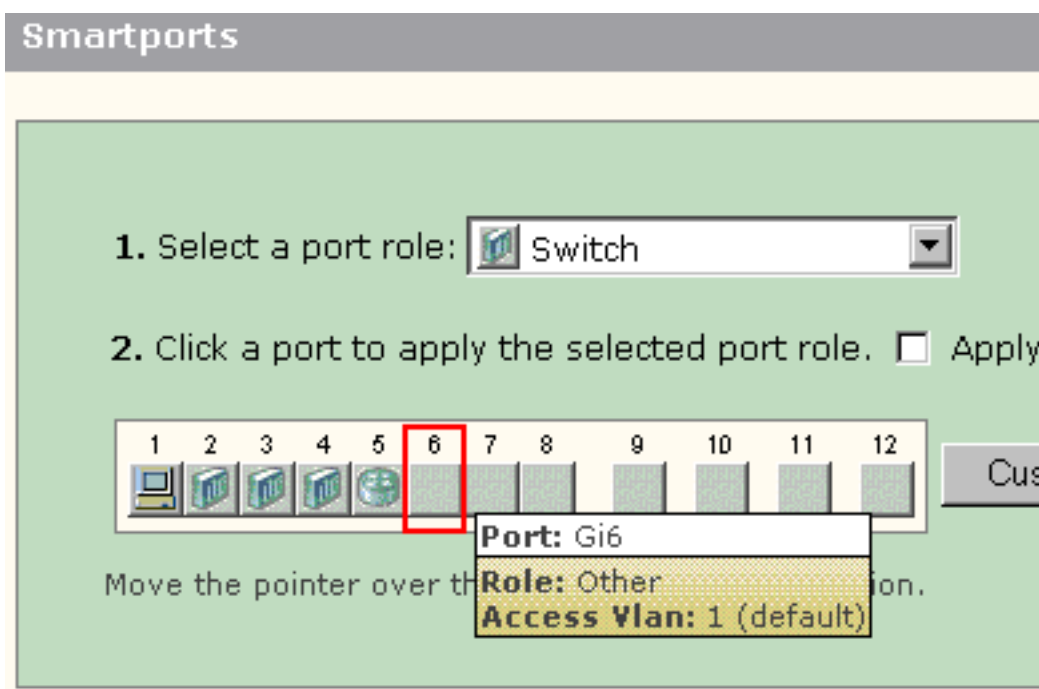 Smartports
1. Select a port role: Switch
2. Click a port to apply the selected port role. Apply
1 2 3 4 5 6 7 8 9 10 11 12
Cus
Port: Gi6
Move the pointer over th Role: Other ion.
Access Vlan: 1 (default)